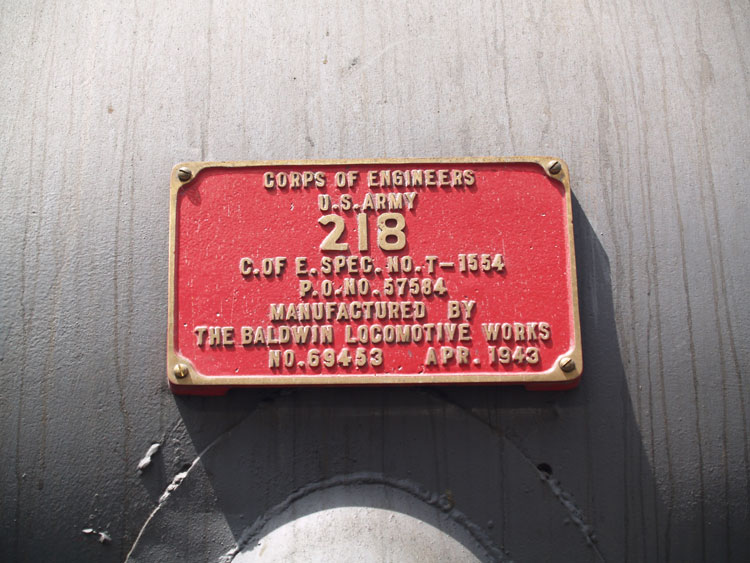 CORPS OF ENGINEERS
U.S.ARMY
218
C.OF E.SPEC.NO.T-1554
P.O.NO.57584
MANUFACTURED BY
THE BALDWIN LOCOMOTIVE WORKS
NO.69453 APR.1943